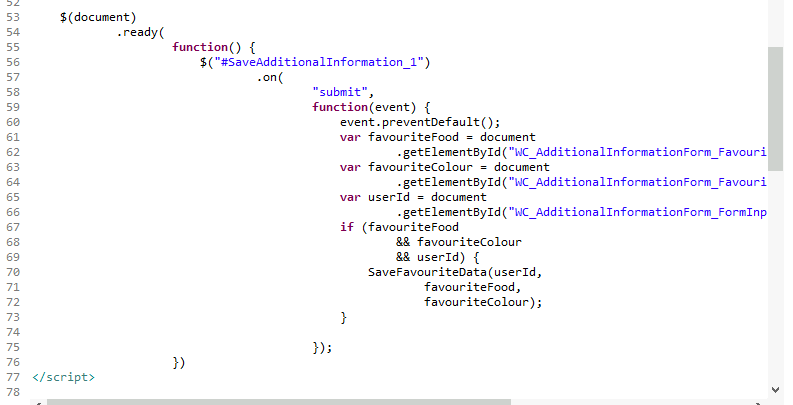 52
53 $(document)
54 .ready(
55 function() {
56 $("#SaveAdditionalInformation_1")
57 .on(
58 "submit",
59 function(event) {
60 event.preventDefault();
61 var favouriteFood = document
62 .getElementById("WC_AdditionalInformationForm_Favouri
63 var favouriteColour = document
64 .getElementById("WC_AdditionalInformationForm_Favouri
65 var userId = document
66 .getElementById("WC_AdditionalInformationForm_FormInp
67 if (favouriteFood
68 && favouriteColour
69 && userId) {
70 SaveFavouriteData(userId,
71 favouriteFood,
72 favouriteColour);
73 }
74
75 });
76 })
77 </script>
78